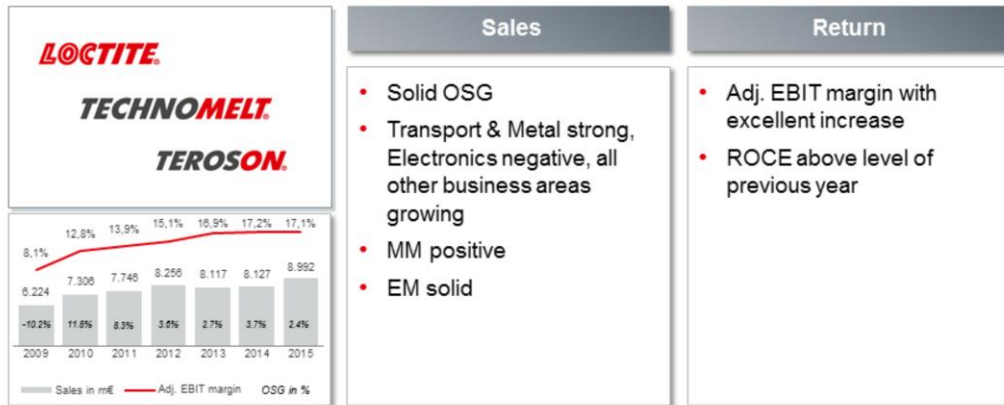 LOCTITE®
TECHNOMELT®
TEROSON®
8,1%
12,8%
13,9%
15,1%
16,9%
17,2%
17,1%
6.224
7.306
7.746
8.256
8.117
8.127
8.992
-10.2%
11.8%
8.3%
3.6%
2.7%
3.7%
2.4%
2009
2010
2011
2012
2013
2014
2015
Sales in m€
Adj. EBIT margin
OSG in %
Sales
• Solid OSG
• Transport & Metal strong,
Electronics negative, all
other business areas
growing
• MM positive
• EM solid
Return
• Adj. EBIT margin with
excellent increase
• ROCE above level of
previous year